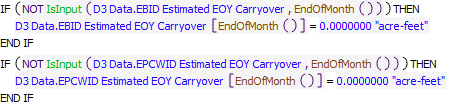 IF ( NOT IsInput ( D3 Data.EBID Estimated EOY Carryover , EndOfMonth ( ) ) ) THEN
D3 Data.EBID Estimated EOY Carryover [ EndOfMonth ( ) ] = 0.0000000 "acre-feet"
END IF
IF ( NOT IsInput ( D3 Data.EPCWID Estimated EOY Carryover , EndOfMonth ( ) ) ) THEN
D3 Data.EPCWID Estimated EOY Carryover [ EndOfMonth ( ) ] = 0.0000000 "acre-feet"
END IF